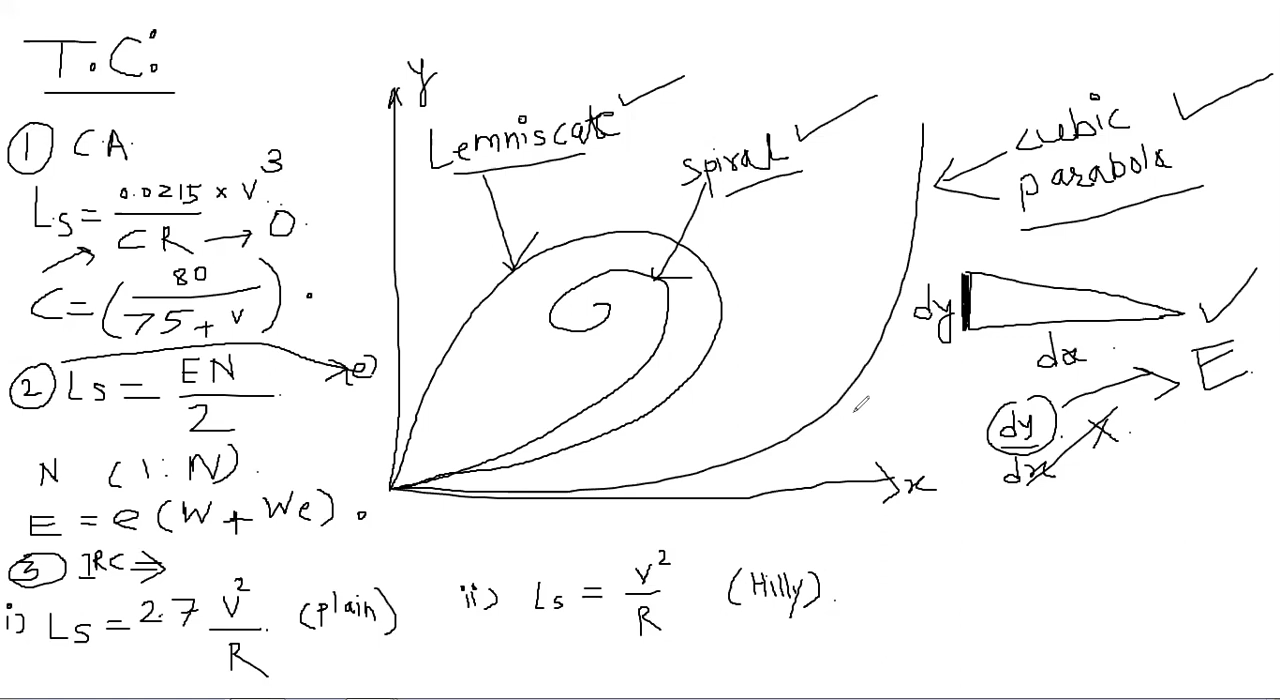 T.C:
① C.A
Ls = 0.0215 × V³ / CR → 0
C = (80 / 75 + V).
② Ls = EN / 2
e
N (1:N).
E = e (W + We).
③ IRC ⇒
i) Ls = 2.7 V² / R (plain)
ii) Ls = V² / R (Hilly).
y
Lemniscate
spiral
cubic
parabola
x
dy
dx
E
dy / dx
x